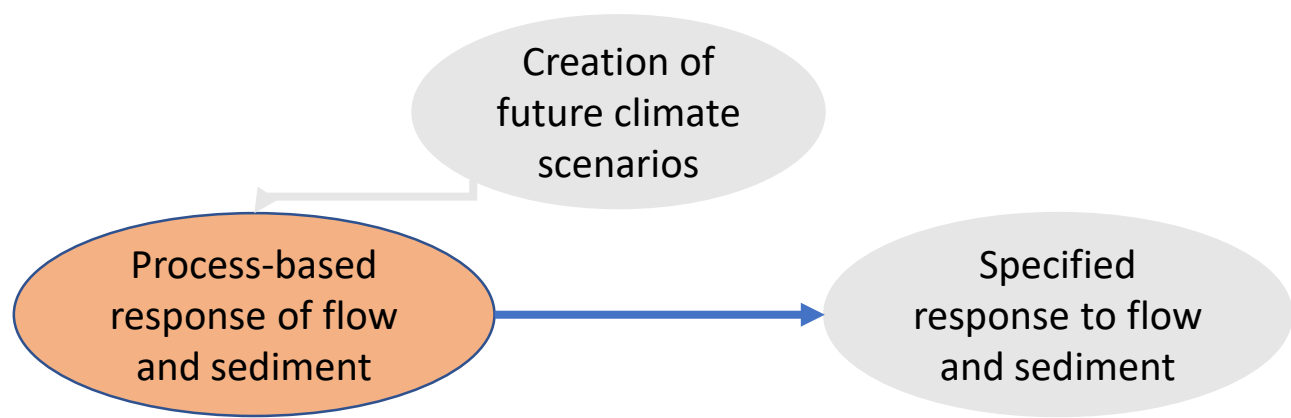 Creation of
future climate
scenarios
Process-based
response of flow
and sediment
Specified
response to flow
and sediment